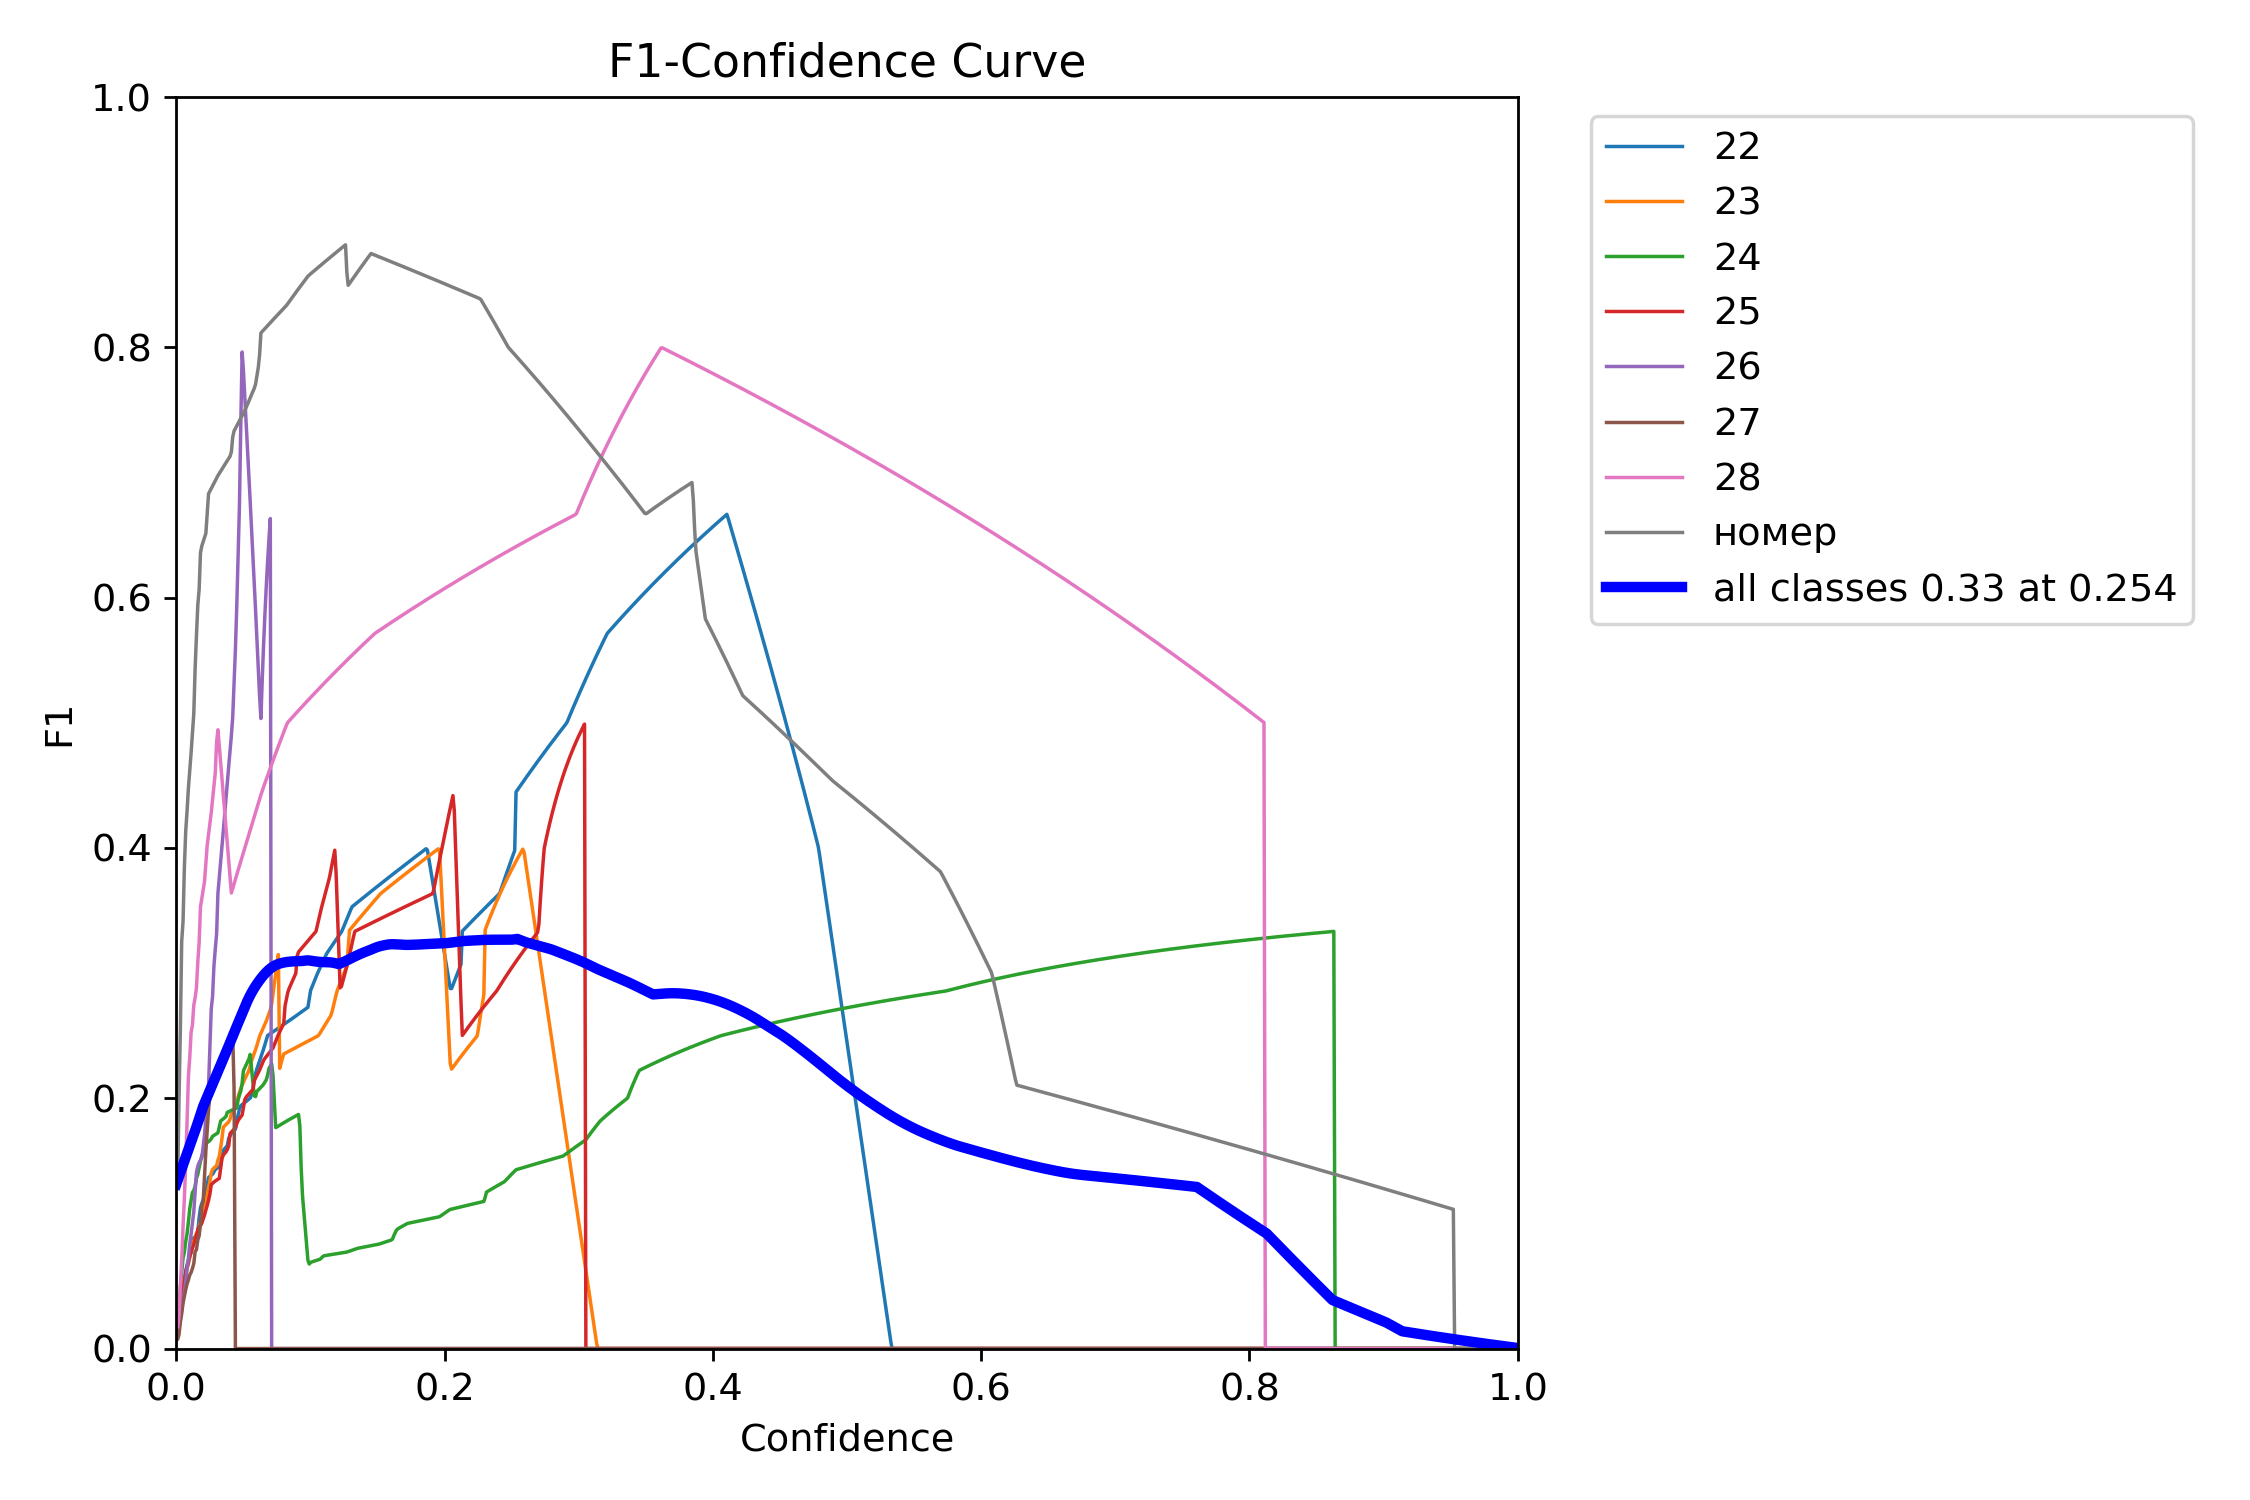 F1-Confidence Curve
1.0
0.8
0.6
0.4
0.2
0.0
F1
0.0 0.2 0.4 0.6 0.8 1.0
Confidence
22
23
24
25
26
27
28
номер
all classes 0.33 at 0.254